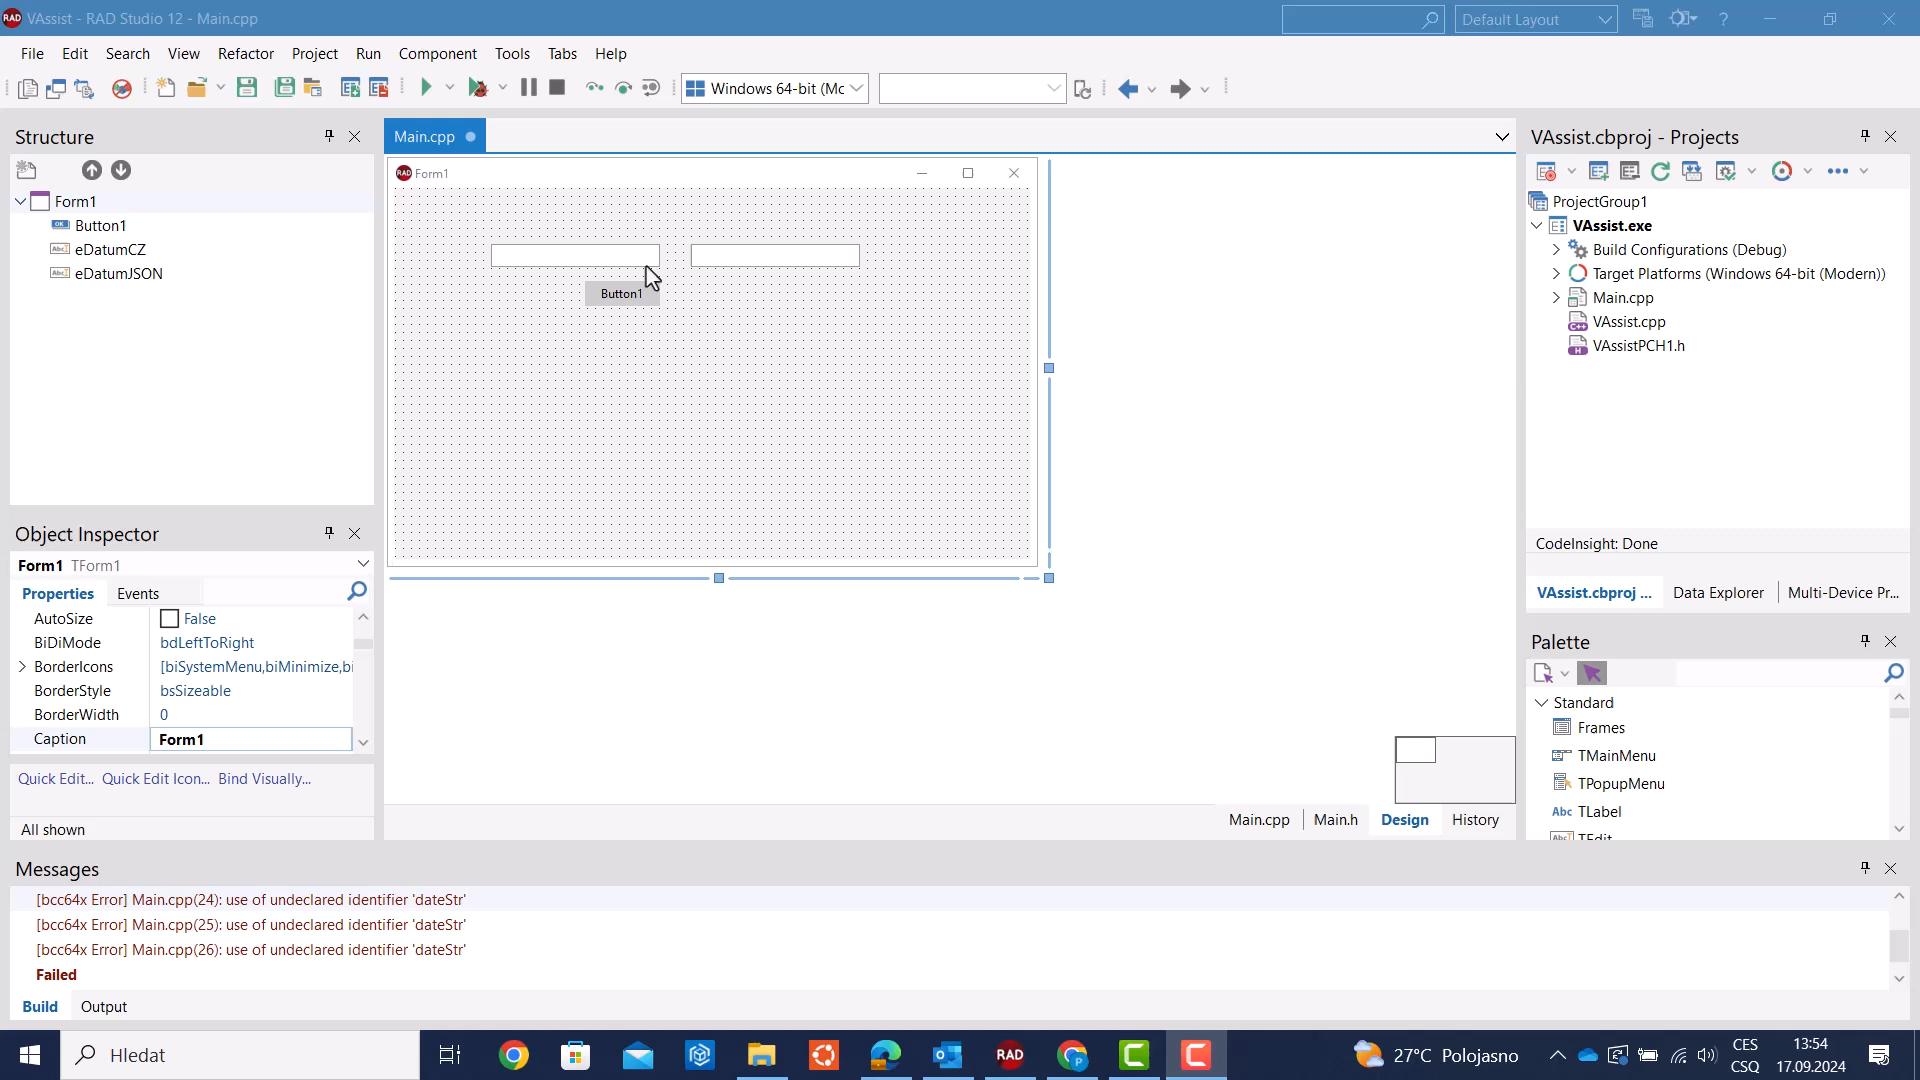 VAssist - RAD Studio 12 - Main.cpp
Default Layout
File Edit Search View Refactor Project Run Component Tools Tabs Help
Windows 64-bit (Mc
Structure
Form1
Button1
eDatumCZ
eDatumJSON
Object Inspector
Form1 TForm1
Properties Events
AutoSize False
BiDiMode bdLeftToRight
BorderIcons [biSystemMenu,biMinimize,bi
BorderStyle bsSizeable
BorderWidth 0
Caption Form1
Quick Edit... Quick Edit Icon... Bind Visually...
All shown
Main.cpp
Form1
Button1
Main.cpp Main.h Design History
VAssist.cbproj - Projects
ProjectGroup1
VAssist.exe
Build Configurations (Debug)
Target Platforms (Windows 64-bit (Modern))
Main.cpp
VAssist.cpp
VAssistPCH1.h
CodeInsight: Done
VAssist.cbproj ... Data Explorer Multi-Device Pr...
Palette
Standard
Frames
TMainMenu
TPopupMenu
Abc TLabel
TEdit
Messages
[bcc64x Error] Main.cpp(24): use of undeclared identifier 'dateStr'
[bcc64x Error] Main.cpp(25): use of undeclared identifier 'dateStr'
[bcc64x Error] Main.cpp(26): use of undeclared identifier 'dateStr'
Failed
Build Output
Hledat
RAD
27°C Polojasno
CES
CSQ
13:54
17.09.2024